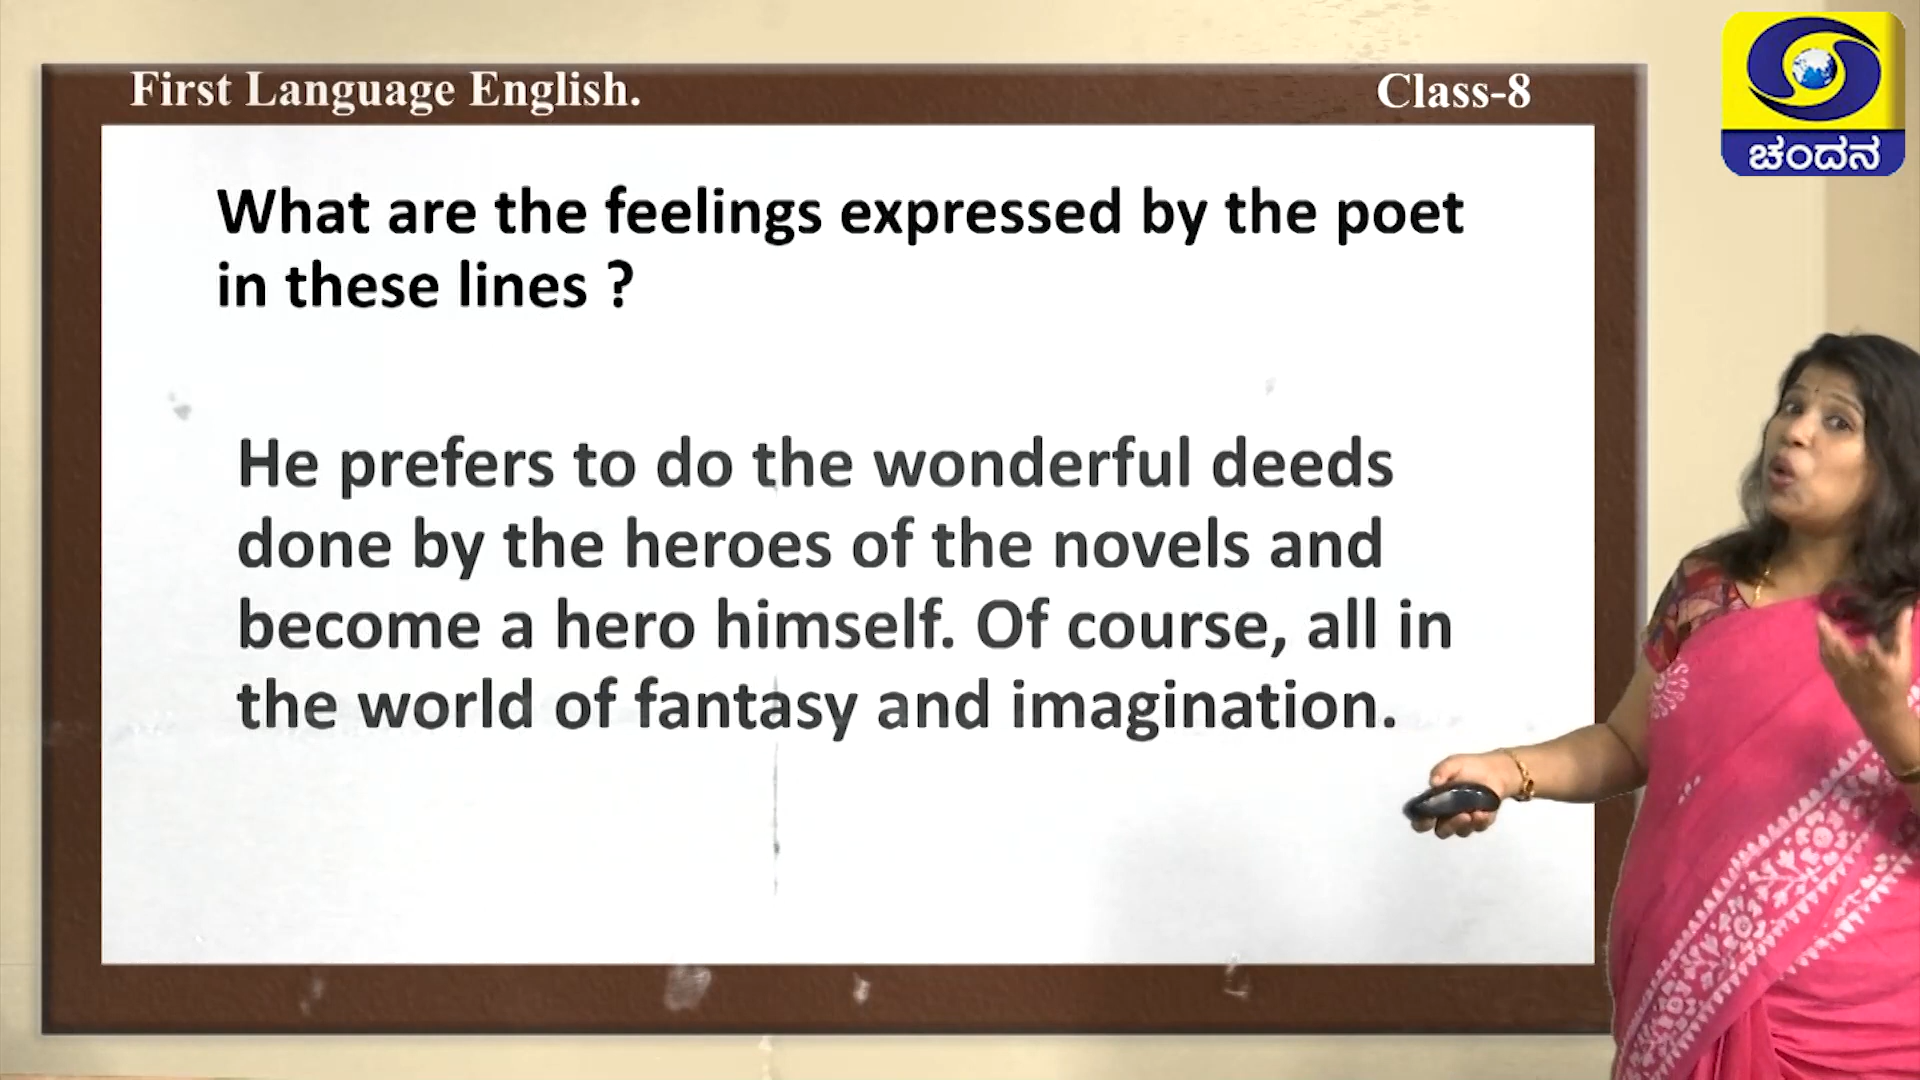 First Language English.
Class-8
ಚಂದನ
What are the feelings expressed by the poet
in these lines ?
He prefers to do the wonderful deeds
done by the heroes of the novels and
become a hero himself. Of course, all in
the world of fantasy and imagination.